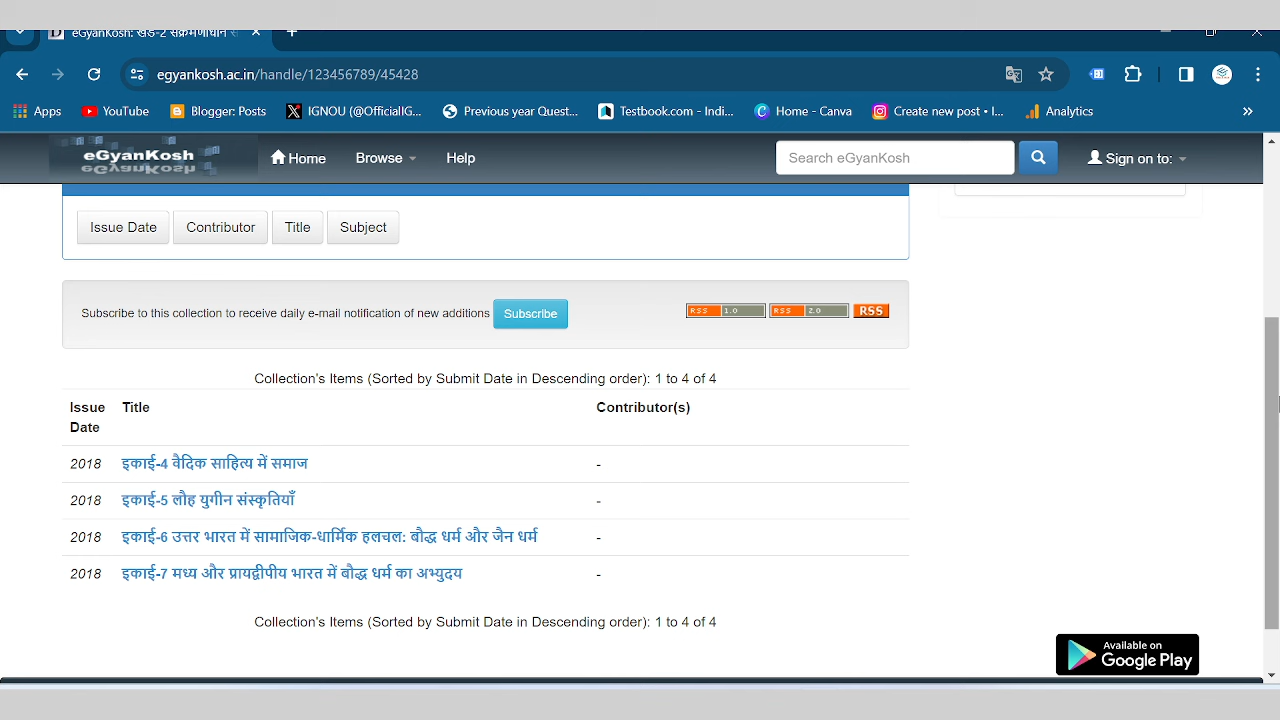 eGyanKosh: खंड-2 संक्रमणाधीन स
egyankosh.ac.in/handle/123456789/45428
Apps YouTube Blogger: Posts IGNOU (@OfficialIG... Previous year Quest... Testbook.com - Indi... Home - Canva Create new post • I... Analytics
eGyanKosh Home Browse Help Search eGyanKosh Sign on to:
Issue Date Contributor Title Subject
Subscribe to this collection to receive daily e-mail notification of new additions Subscribe RSS 1.0 RSS 2.0 RSS
Collection's Items (Sorted by Submit Date in Descending order): 1 to 4 of 4
Issue Date Title Contributor(s)
2018 इकाई-4 वैदिक साहित्य में समाज -
2018 इकाई-5 लौह युगीन संस्कृतियाँ -
2018 इकाई-6 उत्तर भारत में सामाजिक-धार्मिक हलचल: बौद्ध धर्म और जैन धर्म -
2018 इकाई-7 मध्य और प्रायद्वीपीय भारत में बौद्ध धर्म का अभ्युदय -
Collection's Items (Sorted by Submit Date in Descending order): 1 to 4 of 4
Available on
Google Play